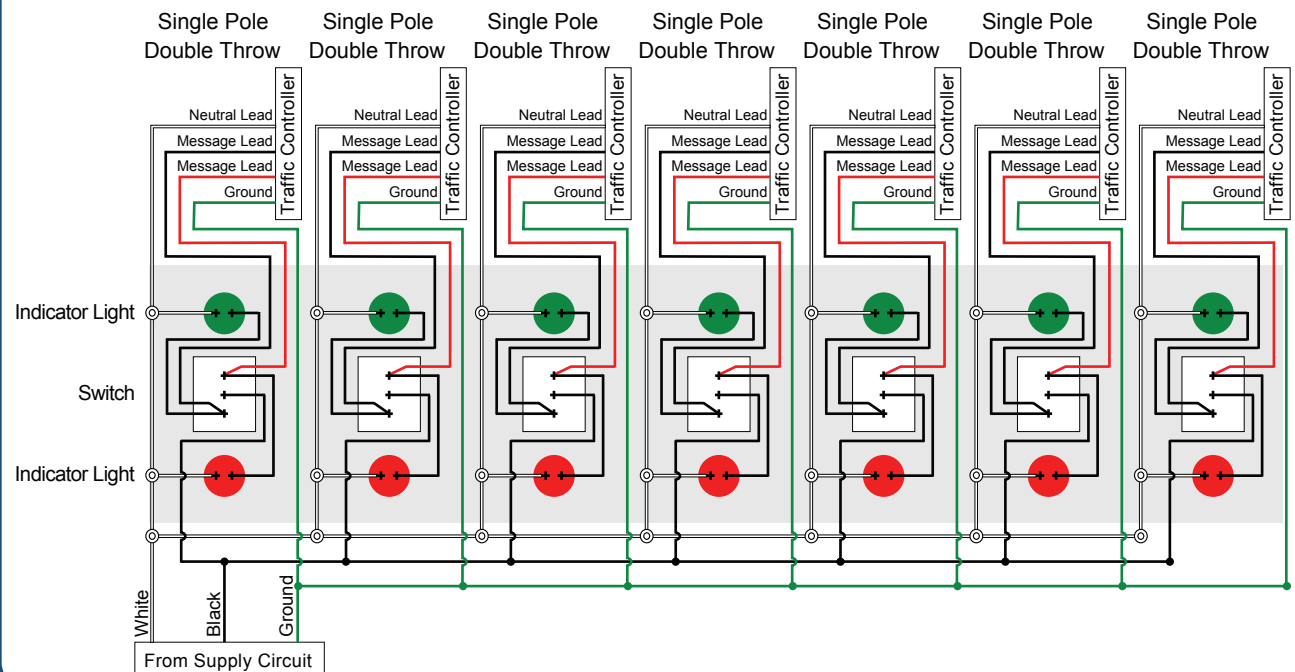 Single Pole
Double Throw
Single Pole
Double Throw
Single Pole
Double Throw
Single Pole
Double Throw
Single Pole
Double Throw
Single Pole
Double Throw
Single Pole
Double Throw
Neutral Lead
Message Lead
Message Lead
Ground
Traffic Controller
Neutral Lead
Message Lead
Message Lead
Ground
Traffic Controller
Neutral Lead
Message Lead
Message Lead
Ground
Traffic Controller
Neutral Lead
Message Lead
Message Lead
Ground
Traffic Controller
Neutral Lead
Message Lead
Message Lead
Ground
Traffic Controller
Neutral Lead
Message Lead
Message Lead
Ground
Traffic Controller
Neutral Lead
Message Lead
Message Lead
Ground
Traffic Controller
Indicator Light
Switch
Indicator Light
White
Black
Ground
From Supply Circuit